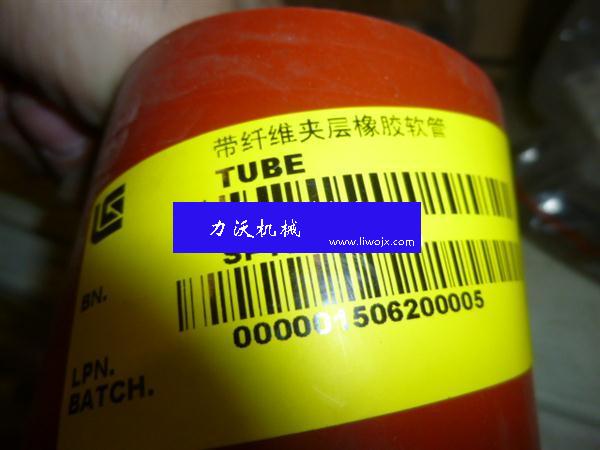 带纤维夹层橡胶软管
TUBE
力沃机械
www.liwojx.com
BN.
000001506200005
LPN.
BATCH.